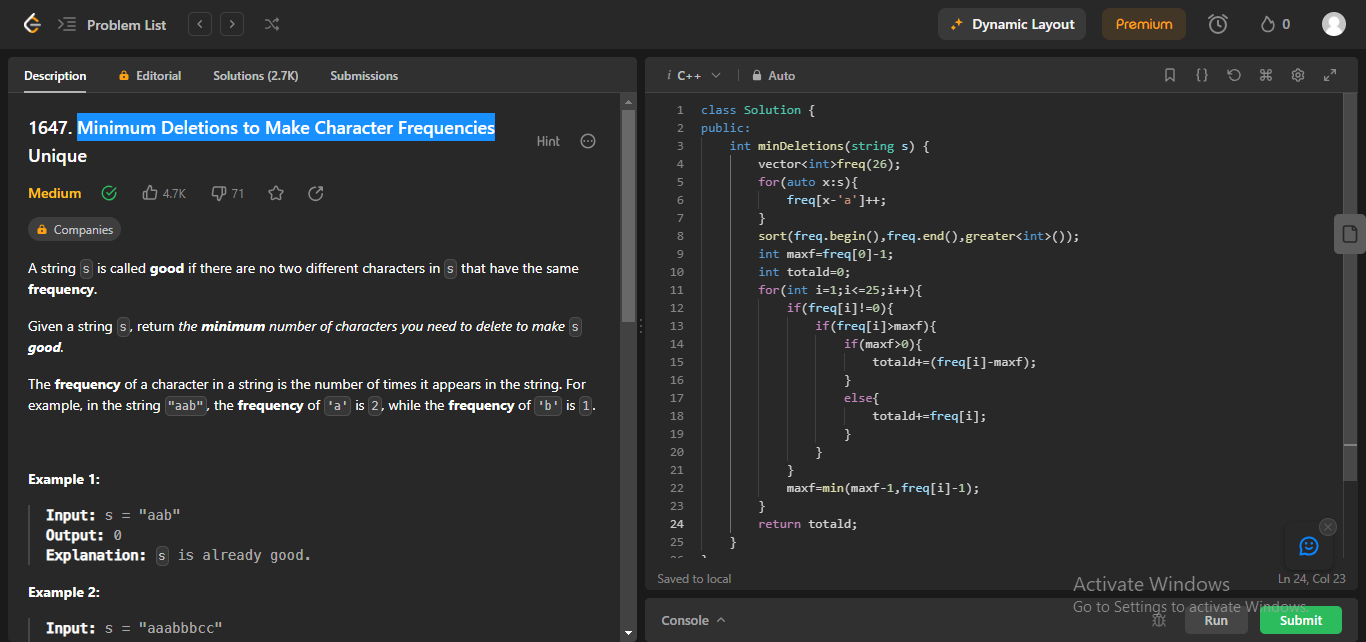 Problem List
Dynamic Layout
Premium
0
Description
Editorial
Solutions (2.7K)
Submissions
1647. Minimum Deletions to Make Character Frequencies
Unique
Hint
Medium
4.7K
71
Companies
A string s is called good if there are no two different characters in s that have the same
frequency.
Given a string s, return the minimum number of characters you need to delete to make s
good.
The frequency of a character in a string is the number of times it appears in the string. For
example, in the string "aab", the frequency of 'a' is 2, while the frequency of 'b' is 1.
Example 1:
Input: s = "aab"
Output: 0
Explanation: s is already good.
Example 2:
Input: s = "aaabbbcc"
i C++
Auto
1 class Solution {
2 public:
3 int minDeletions(string s) {
4 vector<int>freq(26);
5 for(auto x:s){
6 freq[x-'a']++;
7 }
8 sort(freq.begin(),freq.end(),greater<int>());
9 int maxf=freq[0]-1;
10 int totald=0;
11 for(int i=1;i<=25;i++){
12 if(freq[i]!=0){
13 if(freq[i]>maxf){
14 if(maxf>0){
15 totald+=(freq[i]-maxf);
16 }
17 else{
18 totald+=freq[i];
19 }
20 }
21 }
22 maxf=min(maxf-1,freq[i]-1);
23 }
24 return totald;
25 }
Saved to local
Ln 24, Col 23
Activate Windows
Go to Settings to activate Windows.
Console
Run
Submit